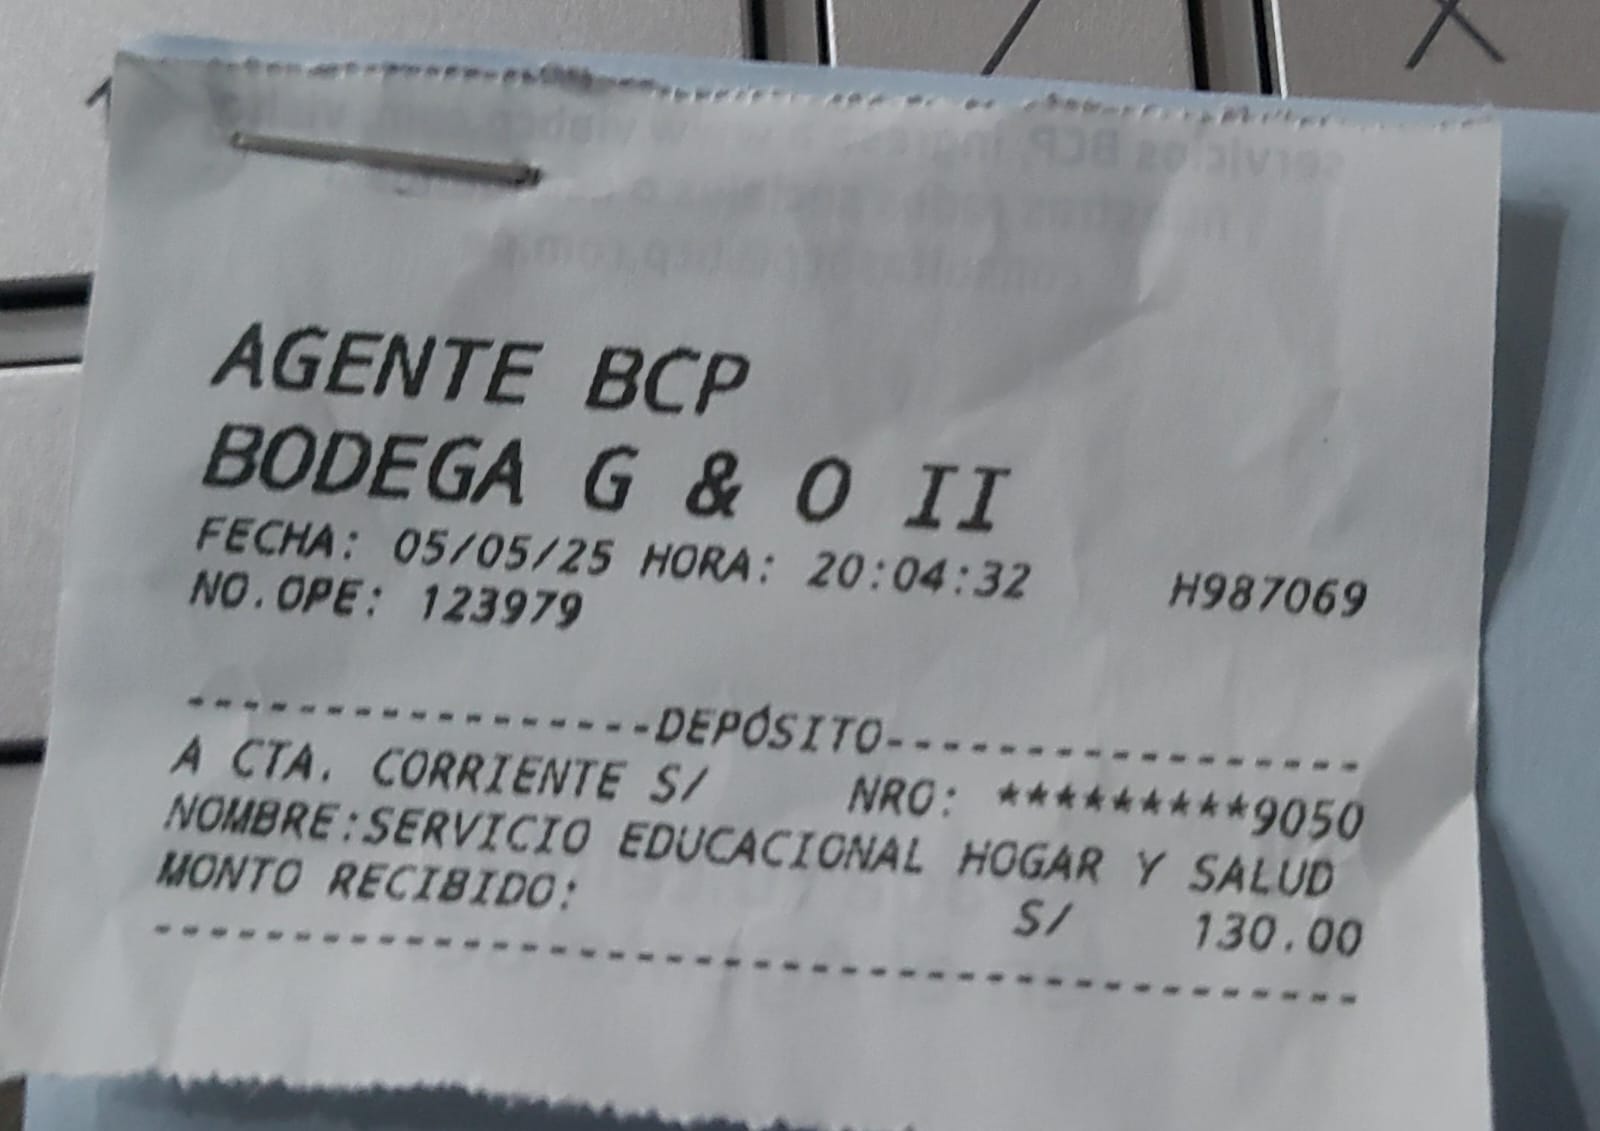 AGENTE BCP
BODEGA G & O II
FECHA: 05/05/25 HORA: 20:04:32 H987069
NO.OPE: 123979
------------------DEPÓSITO------------------
A CTA. CORRIENTE S/ NRO: *********9050
NOMBRE:SERVICIO EDUCACIONAL HOGAR Y SALUD
MONTO RECIBIDO: S/ 130.00